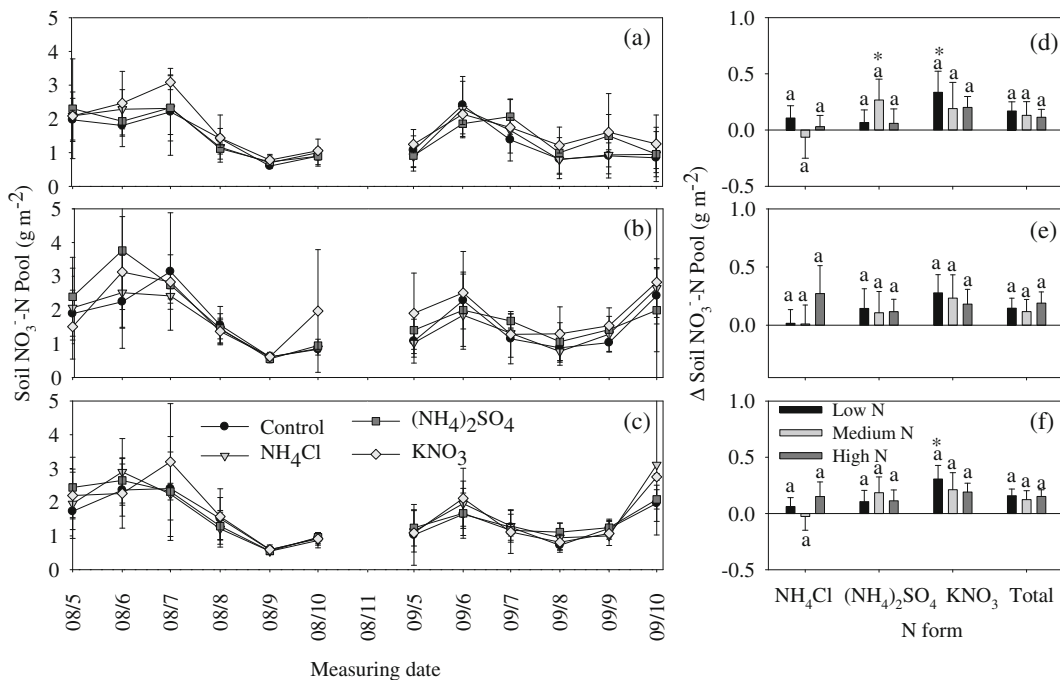 Soil NO₃⁻-N Pool (g m⁻²)
5
4
3
2
1
0
(a)
5
4
3
2
1
0
(b)
5
4
3
2
1
0
(c)
Control
NH₄Cl
(NH₄)₂SO₄
KNO₃
08/5
08/6
08/7
08/8
08/9
08/10
08/11
09/5
09/6
09/7
09/8
09/9
09/10
Measuring date
Δ Soil NO₃⁻-N Pool (g m⁻²)
1.0
0.5
0.0
-0.5
(d)
a a a
a * a a
* a a a
a a a
1.0
0.5
0.0
(e)
a a a
a a a
a a a
a a a
1.0
0.5
0.0
-0.5
(f)
Low N
Medium N
High N
a a a
a a a
* a a a
a a a
NH₄Cl (NH₄)₂SO₄ KNO₃ Total
N form